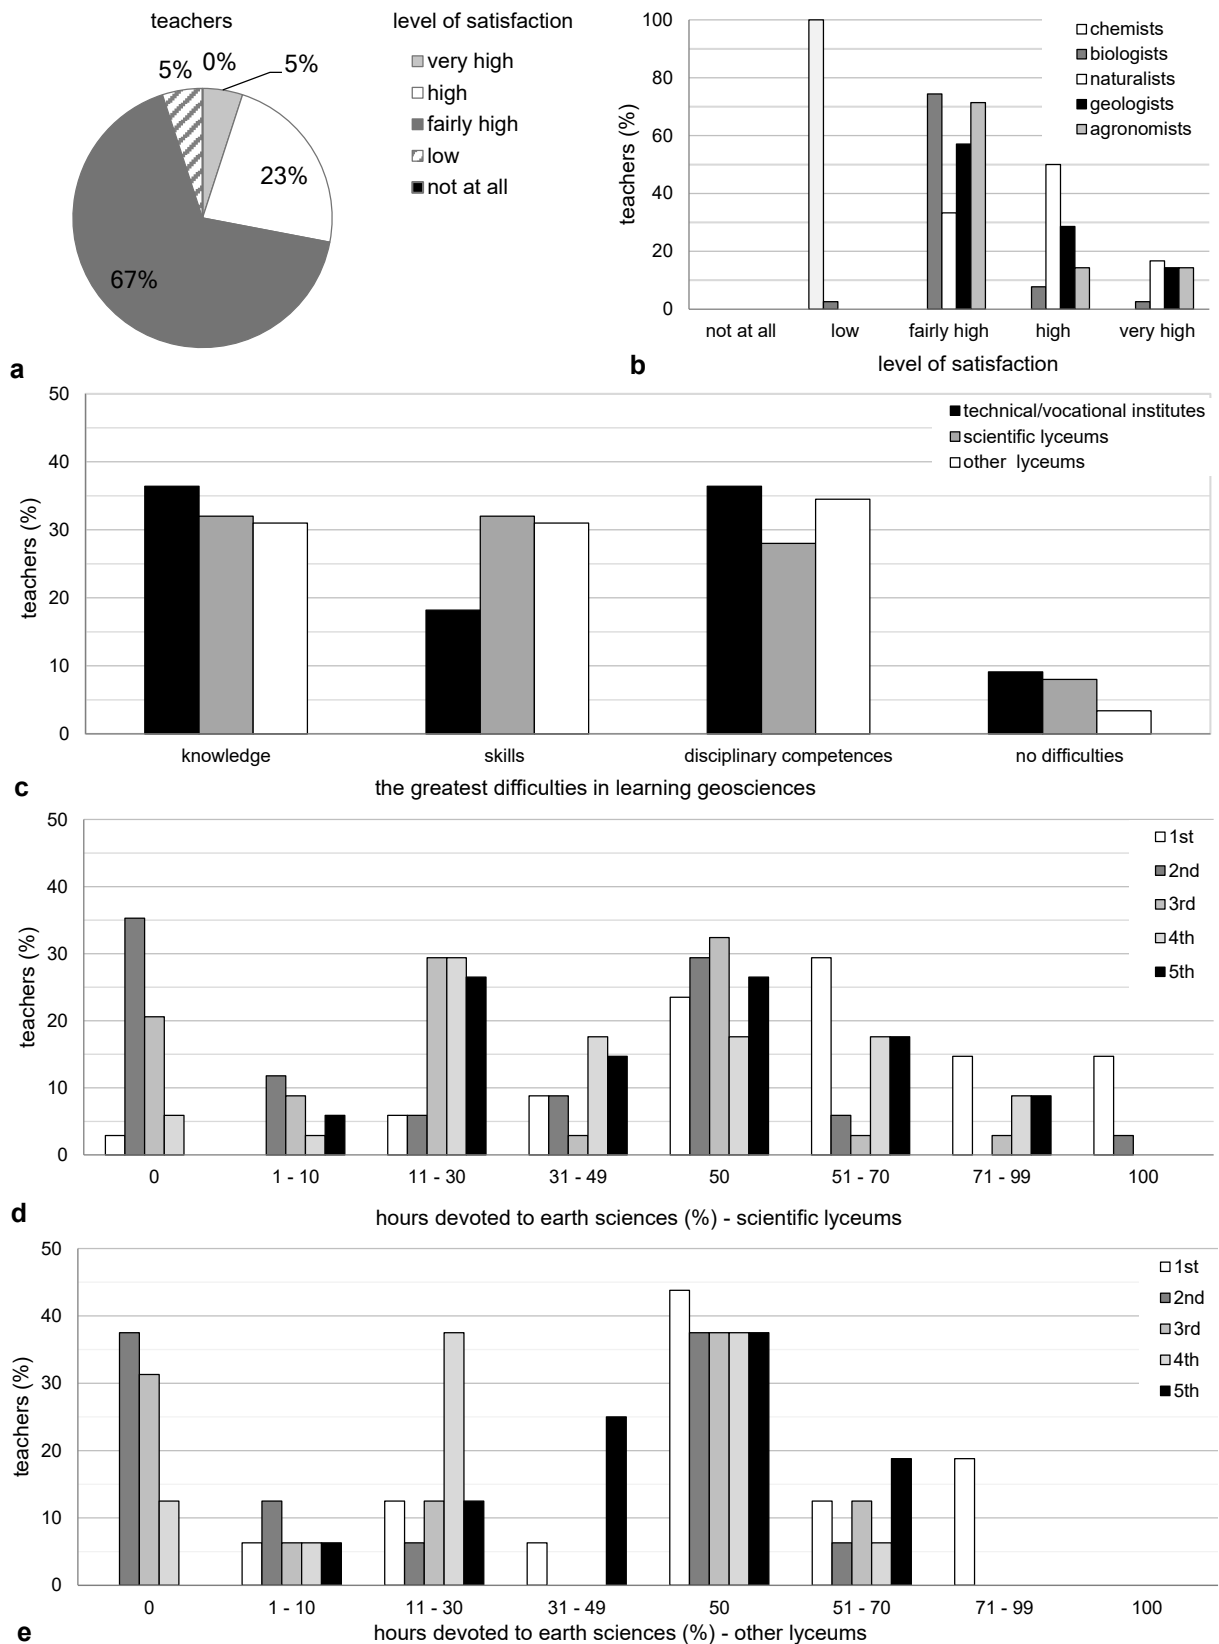 teachers
level of satisfaction
5%
0%
5%
23%
67%
very high
high
fairly high
low
not at all
a
100
80
60
40
20
0
teachers (%)
chemists
biologists
naturalists
geologists
agronomists
not at all
low
fairly high
high
very high
level of satisfaction
b
50
40
30
20
10
0
teachers (%)
technical/vocational institutes
scientific lyceums
other lyceums
knowledge
skills
disciplinary competences
no difficulties
the greatest difficulties in learning geosciences
c
50
40
30
20
10
0
teachers (%)
1st
2nd
3rd
4th
5th
0
1 - 10
11 - 30
31 - 49
50
51 - 70
71 - 99
100
hours devoted to earth sciences (%) - scientific lyceums
d
50
40
30
20
10
0
teachers (%)
1st
2nd
3rd
4th
5th
0
1 - 10
11 - 30
31 - 49
50
51 - 70
71 - 99
100
hours devoted to earth sciences (%) - other lyceums
e